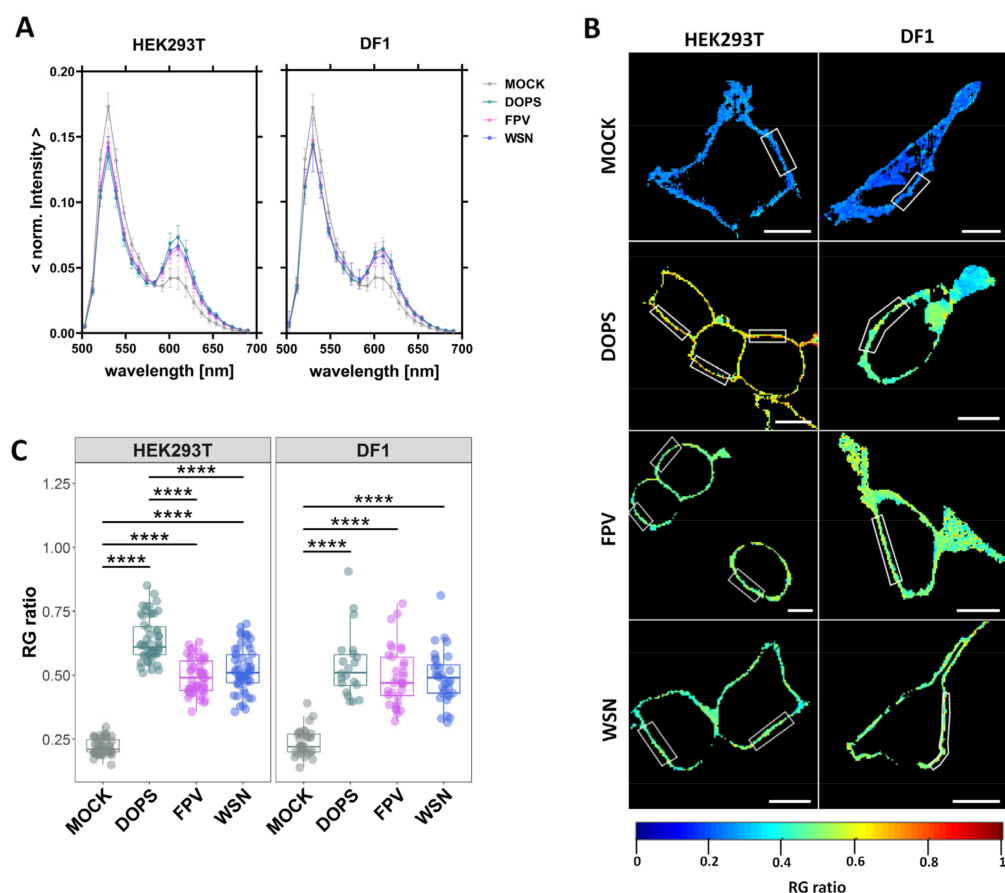 A
HEK293T
DF1
0.20
0.15
0.10
0.05
0.00
< norm. Intensity >
500 550 600 650 700
500 550 600 650 700
wavelength [nm]
wavelength [nm]
MOCK
DOPS
FPV
WSN
B
HEK293T
DF1
MOCK
DOPS
FPV
WSN
0 0.2 0.4 0.6 0.8 1
RG ratio
C
HEK293T
DF1
1.25
1.00
0.75
0.50
0.25
RG ratio
****
****
****
****
****
****
****
****
MOCK DOPS FPV WSN
MOCK DOPS FPV WSN